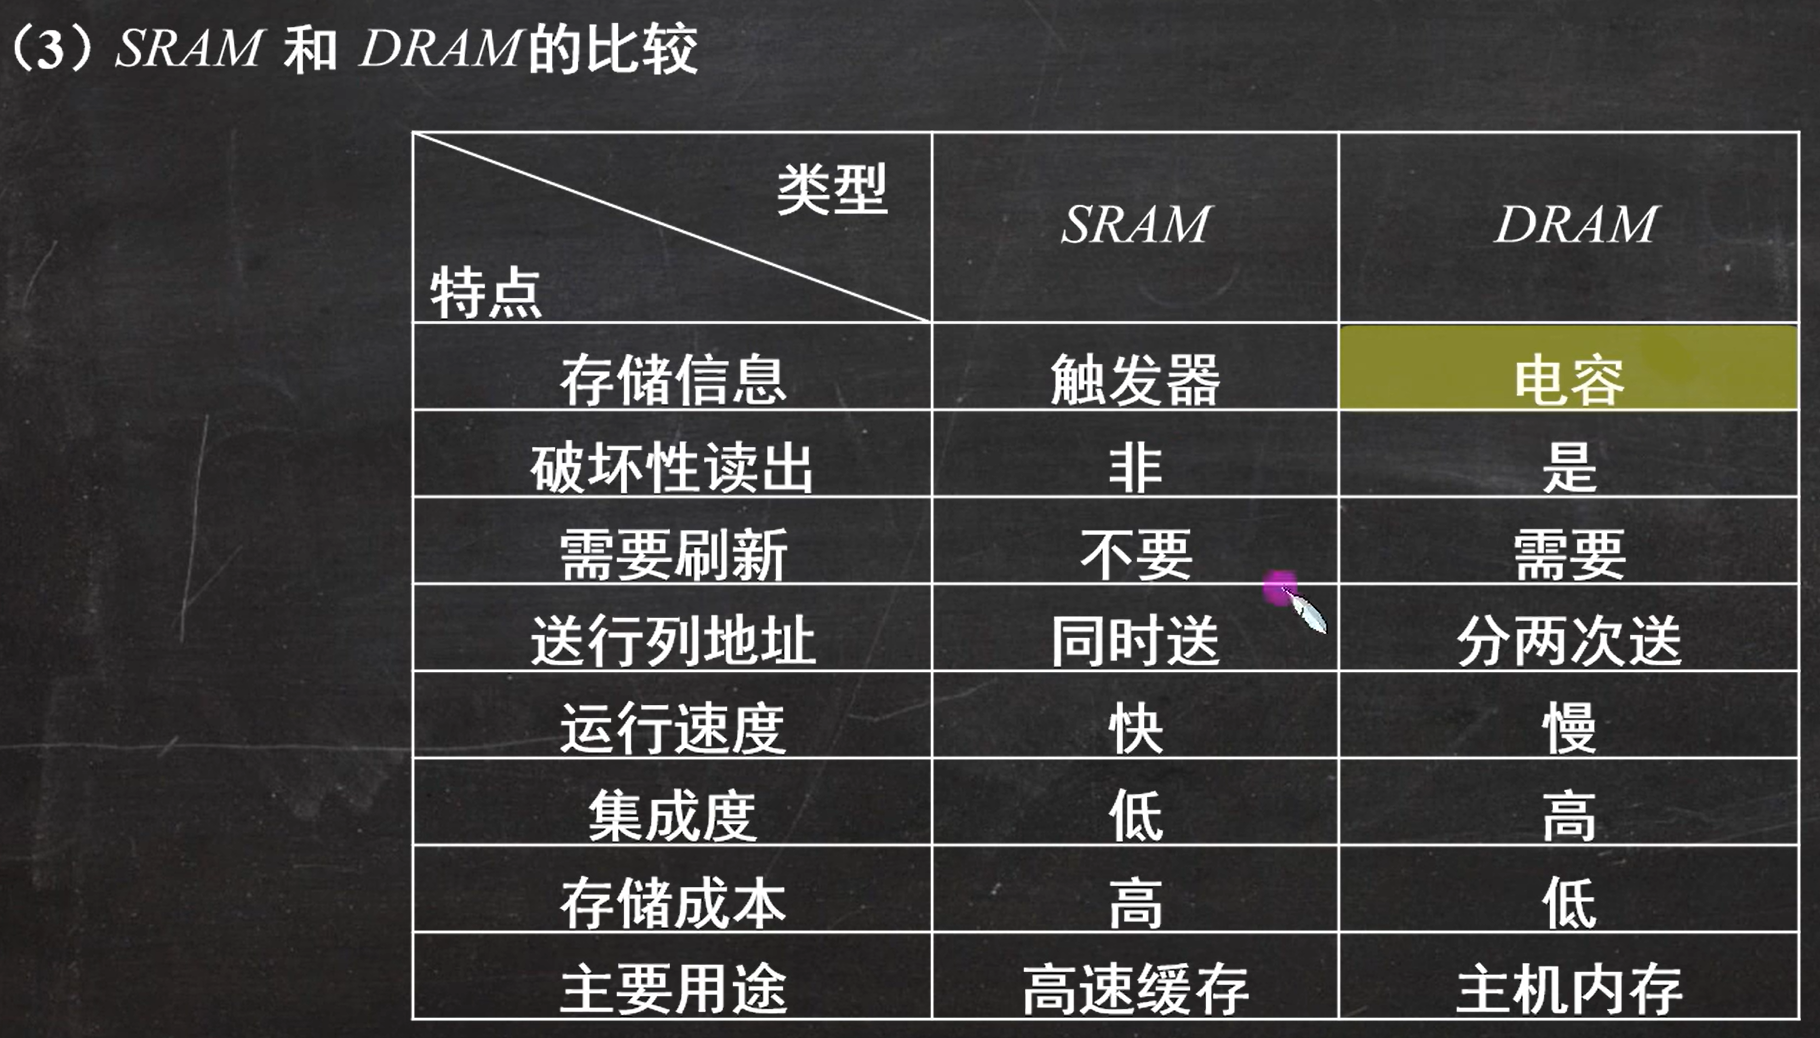 （3）SRAM 和 DRAM的比较
类型 特点 SRAM DRAM
存储信息 触发器 电容
破坏性读出 非 是
需要刷新 不要 需要
送行列地址 同时送 分两次送
运行速度 快 慢
集成度 低 高
存储成本 高 低
主要用途 高速缓存 主机内存